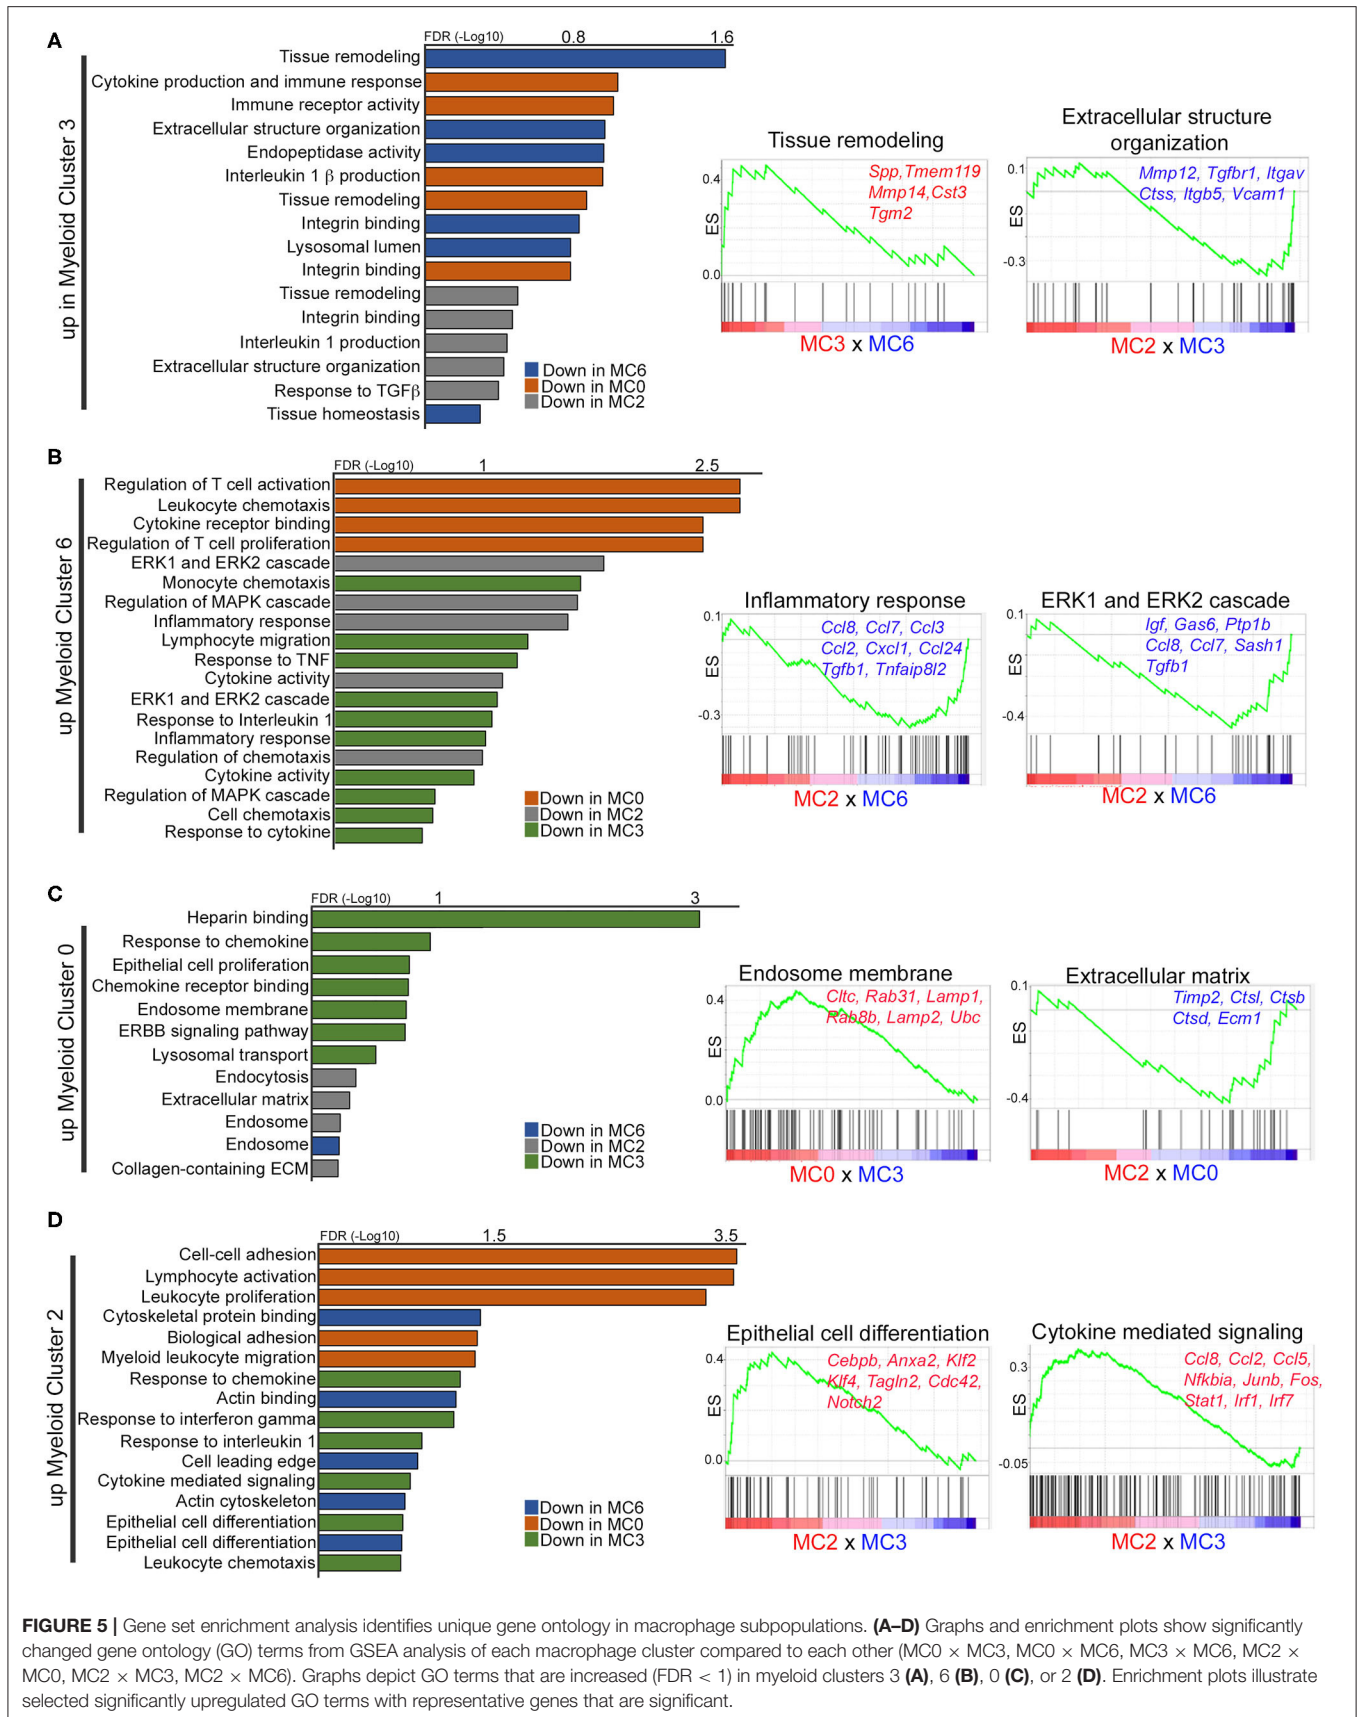 A
FDR (-Log10) 0.8 1.6
up in Myeloid Cluster 3
Tissue remodeling
Cytokine production and immune response
Immune receptor activity
Extracellular structure organization
Endopeptidase activity
Interleukin 1 β production
Tissue remodeling
Integrin binding
Lysosomal lumen
Integrin binding
Tissue remodeling
Integrin binding
Interleukin 1 production
Extracellular structure organization
Response to TGFβ
Tissue homeostasis
Down in MC6
Down in MC0
Down in MC2
Tissue remodeling
0.4
ES
0.0
Spp,Tmem119
Mmp14,Cst3
Tgm2
MC3 x MC6
Extracellular structure
organization
0.1
ES
-0.3
Mmp12, Tgfbr1, Itgav
Ctss, Itgb5, Vcam1
MC2 x MC3
B
FDR (-Log10) 1 2.5
up Myeloid Cluster 6
Regulation of T cell activation
Leukocyte chemotaxis
Cytokine receptor binding
Regulation of T cell proliferation
ERK1 and ERK2 cascade
Monocyte chemotaxis
Regulation of MAPK cascade
Inflammatory response
Lymphocyte migration
Response to TNF
Cytokine activity
ERK1 and ERK2 cascade
Response to Interleukin 1
Inflammatory response
Regulation of chemotaxis
Cytokine activity
Regulation of MAPK cascade
Cell chemotaxis
Response to cytokine
Down in MC0
Down in MC2
Down in MC3
Inflammatory response
0.1
ES
-0.3
Ccl8, Ccl7, Ccl3
Ccl2, Cxcl1, Ccl24
Tgfb1, Tnfaip8l2
MC2 x MC6
ERK1 and ERK2 cascade
0.1
ES
-0.4
Igf, Gas6, Ptp1b
Ccl8, Ccl7, Sash1
Tgfb1
MC2 x MC6
C
FDR (-Log10) 1 3
up Myeloid Cluster 0
Heparin binding
Response to chemokine
Epithelial cell proliferation
Chemokine receptor binding
Endosome membrane
ERBB signaling pathway
Lysosomal transport
Endocytosis
Extracellular matrix
Endosome
Endosome
Collagen-containing ECM
Down in MC6
Down in MC2
Down in MC3
Endosome membrane
0.4
ES
0.0
Cltc, Rab31, Lamp1,
Rab8b, Lamp2, Ubc
MC0 x MC3
Extracellular matrix
0.1
ES
-0.4
Timp2, Ctsl, Ctsb
Ctsd, Ecm1
MC2 x MC0
D
FDR (-Log10) 1.5 3.5
up Myeloid Cluster 2
Cell-cell adhesion
Lymphocyte activation
Leukocyte proliferation
Cytoskeletal protein binding
Biological adhesion
Myeloid leukocyte migration
Response to chemokine
Actin binding
Response to interferon gamma
Response to interleukin 1
Cell leading edge
Cytokine mediated signaling
Actin cytoskeleton
Epithelial cell differentiation
Epithelial cell differentiation
Leukocyte chemotaxis
Down in MC6
Down in MC0
Down in MC3
Epithelial cell differentiation
0.4
ES
0.0
Cebpb, Anxa2, Klf2
Klf4, Tagln2, Cdc42,
Notch2
MC2 x MC3
Cytokine mediated signaling
0.3
ES
-0.05
Ccl8, Ccl2, Ccl5,
Nfkbia, Junb, Fos,
Stat1, Irf1, Irf7
MC2 x MC3
FIGURE 5 | Gene set enrichment analysis identifies unique gene ontology in macrophage subpopulations. (A–D) Graphs and enrichment plots show significantly
changed gene ontology (GO) terms from GSEA analysis of each macrophage cluster compared to each other (MC0 × MC3, MC0 × MC6, MC3 × MC6, MC2 ×
MC0, MC2 × MC3, MC2 × MC6). Graphs depict GO terms that are increased (FDR < 1) in myeloid clusters 3 (A), 6 (B), 0 (C), or 2 (D). Enrichment plots illustrate
selected significantly upregulated GO terms with representative genes that are significant.